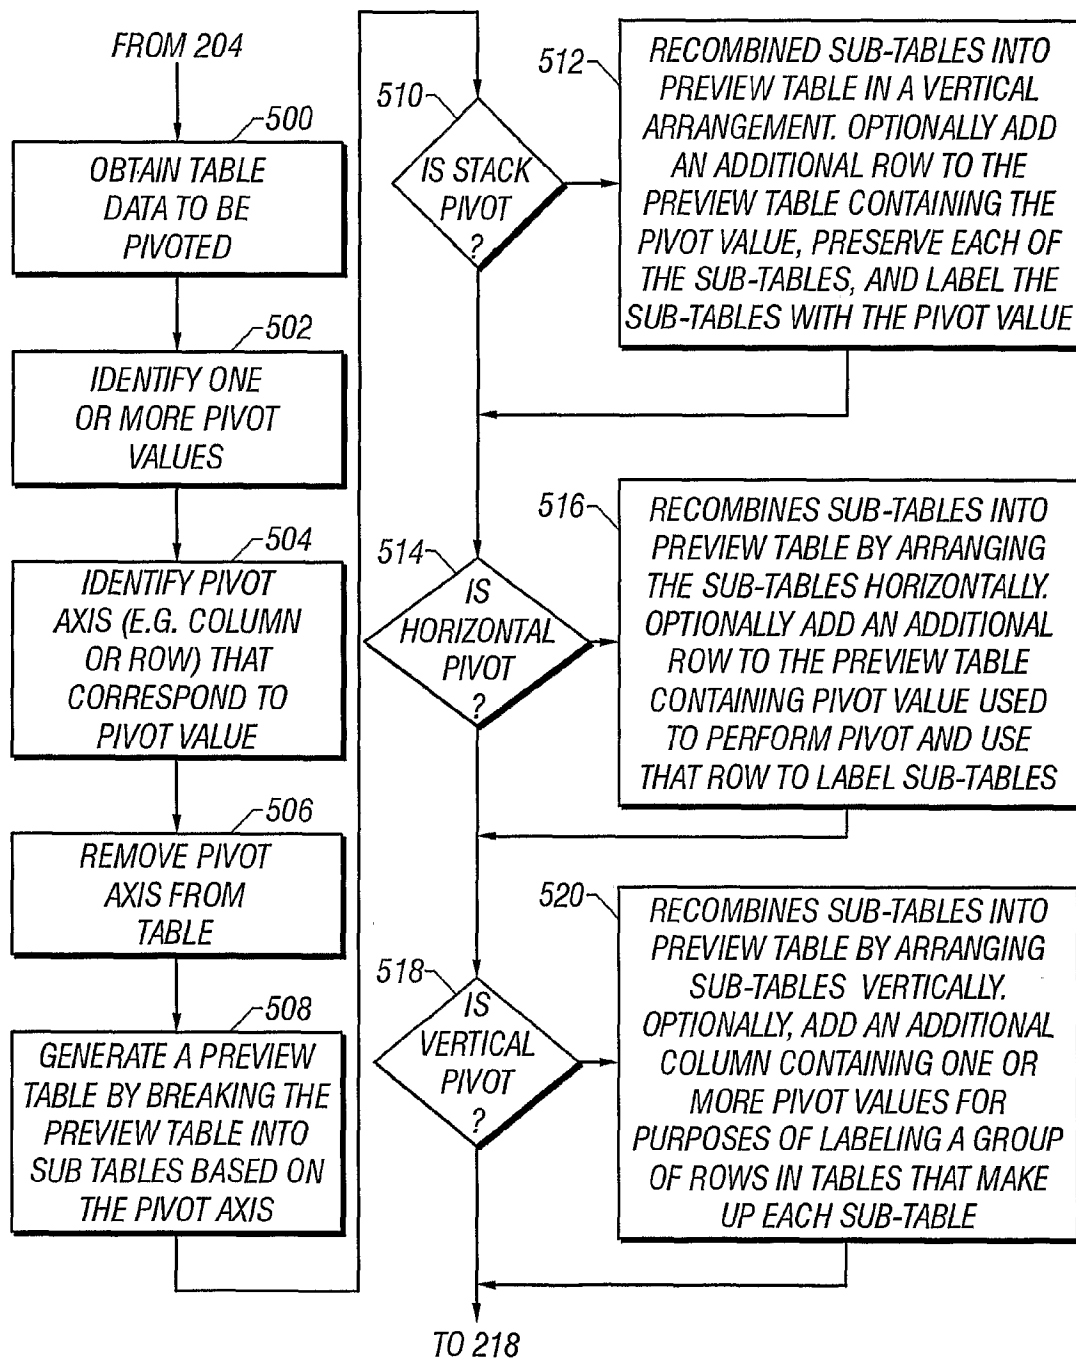 FROM 204
500
OBTAIN TABLE
DATA TO BE
PIVOTED
502
IDENTIFY ONE
OR MORE PIVOT
VALUES
504
IDENTIFY PIVOT
AXIS (E.G. COLUMN
OR ROW) THAT
CORRESPOND TO
PIVOT VALUE
506
REMOVE PIVOT
AXIS FROM
TABLE
508
GENERATE A PREVIEW
TABLE BY BREAKING THE
PREVIEW TABLE INTO
SUB TABLES BASED ON
THE PIVOT AXIS
510
IS STACK
PIVOT
?
512
RECOMBINED SUB-TABLES INTO
PREVIEW TABLE IN A VERTICAL
ARRANGEMENT. OPTIONALLY ADD
AN ADDITIONAL ROW TO THE
PREVIEW TABLE CONTAINING THE
PIVOT VALUE, PRESERVE EACH OF
THE SUB-TABLES, AND LABEL THE
SUB-TABLES WITH THE PIVOT VALUE
514
IS
HORIZONTAL
PIVOT
?
516
RECOMBINES SUB-TABLES INTO
PREVIEW TABLE BY ARRANGING
THE SUB-TABLES HORIZONTALLY.
OPTIONALLY ADD AN ADDITIONAL
ROW TO THE PREVIEW TABLE
CONTAINING PIVOT VALUE USED
TO PERFORM PIVOT AND USE
THAT ROW TO LABEL SUB-TABLES
518
IS
VERTICAL
PIVOT
?
520
RECOMBINES SUB-TABLES INTO
PREVIEW TABLE BY ARRANGING
SUB-TABLES VERTICALLY.
OPTIONALLY, ADD AN ADDITIONAL
COLUMN CONTAINING ONE OR
MORE PIVOT VALUES FOR
PURPOSES OF LABELING A GROUP
OF ROWS IN TABLES THAT MAKE
UP EACH SUB-TABLE
TO 218